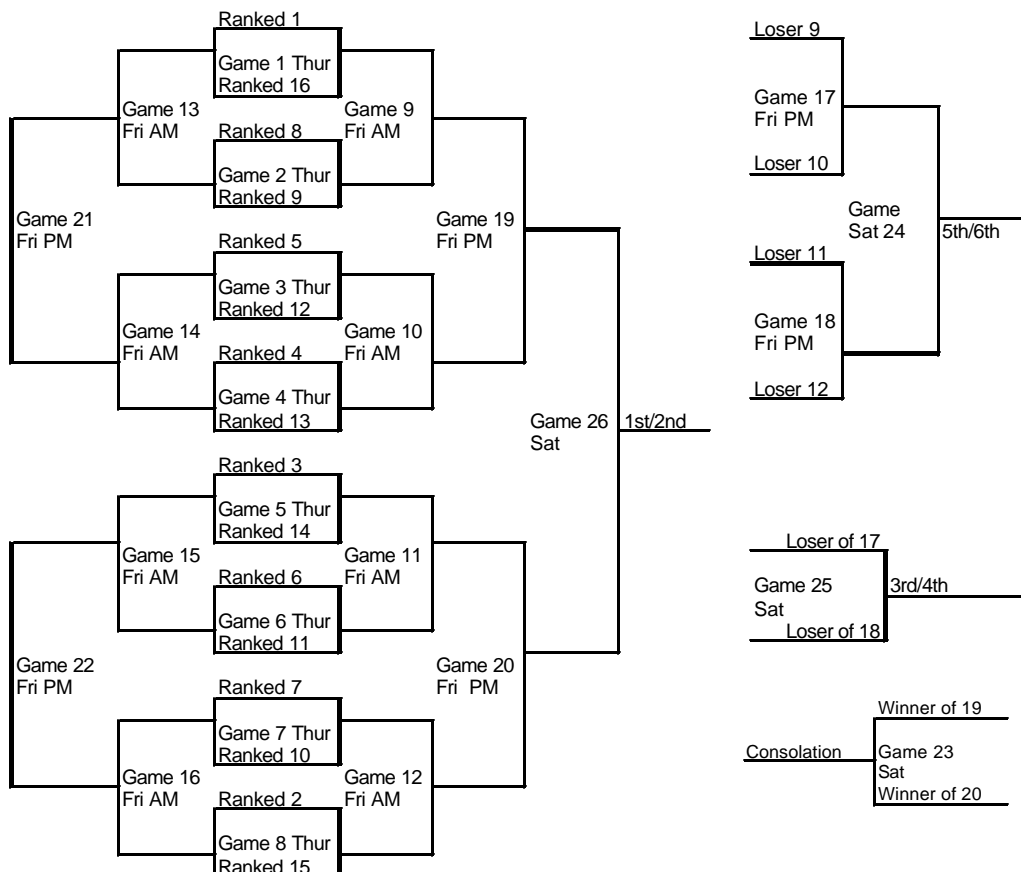 Ranked 1
Game 1 Thur
Ranked 16
Game 13
Fri AM
Game 9
Fri AM
Ranked 8
Game 2 Thur
Ranked 9
Game 21
Fri PM
Game 19
Fri PM
Ranked 5
Game 3 Thur
Ranked 12
Game 14
Fri AM
Game 10
Fri AM
Ranked 4
Game 4 Thur
Ranked 13
Game 26
Sat
1st/2nd
Ranked 3
Game 5 Thur
Ranked 14
Game 15
Fri AM
Game 11
Fri AM
Ranked 6
Game 6 Thur
Ranked 11
Game 22
Fri PM
Game 20
Fri PM
Ranked 7
Game 7 Thur
Ranked 10
Game 16
Fri AM
Game 12
Fri AM
Ranked 2
Game 8 Thur
Ranked 15
Loser 9
Game 17
Fri PM
Loser 10
Game
Sat 24
5th/6th
Loser 11
Game 18
Fri PM
Loser 12
Loser of 17
Game 25
Sat
3rd/4th
Loser of 18
Winner of 19
Consolation
Game 23
Sat
Winner of 20